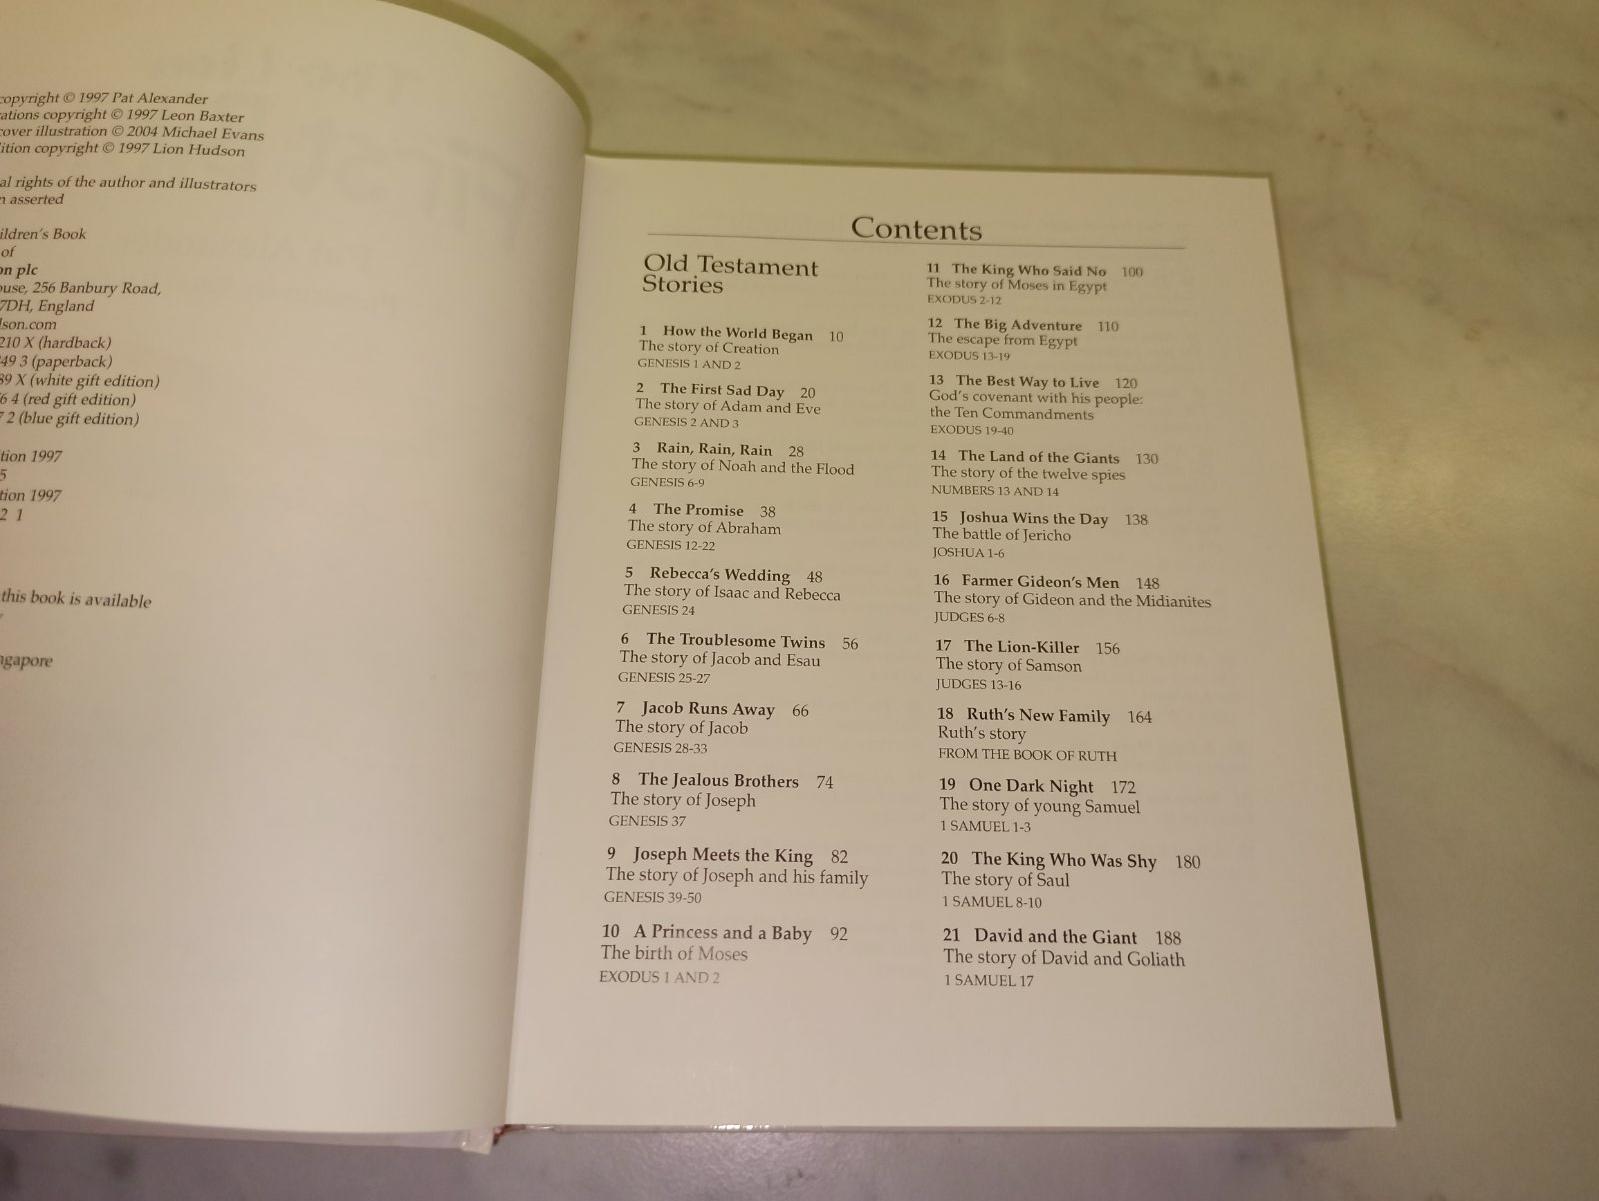 copyright © 1997 Pat Alexander
ations copyright © 1997 Leon Baxter
cover illustration © 2004 Michael Evans
ition copyright © 1997 Lion Hudson
al rights of the author and illustrators
n asserted
ildren's Book
of
on plc
ouse, 256 Banbury Road,
7DH, England
lson.com
210 X (hardback)
49 3 (paperback)
89 X (white gift edition)
6 4 (red gift edition)
7 2 (blue gift edition)
tion 1997
5
tion 1997
2 1
this book is available
ngapore
Contents
Old Testament
Stories
1 How the World Began 10
The story of Creation
GENESIS 1 AND 2
2 The First Sad Day 20
The story of Adam and Eve
GENESIS 2 AND 3
3 Rain, Rain, Rain 28
The story of Noah and the Flood
GENESIS 6-9
4 The Promise 38
The story of Abraham
GENESIS 12-22
5 Rebecca's Wedding 48
The story of Isaac and Rebecca
GENESIS 24
6 The Troublesome Twins 56
The story of Jacob and Esau
GENESIS 25-27
7 Jacob Runs Away 66
The story of Jacob
GENESIS 28-33
8 The Jealous Brothers 74
The story of Joseph
GENESIS 37
9 Joseph Meets the King 82
The story of Joseph and his family
GENESIS 39-50
10 A Princess and a Baby 92
The birth of Moses
EXODUS 1 AND 2
11 The King Who Said No 100
The story of Moses in Egypt
EXODUS 2-12
12 The Big Adventure 110
The escape from Egypt
EXODUS 13-19
13 The Best Way to Live 120
God's covenant with his people:
the Ten Commandments
EXODUS 19-40
14 The Land of the Giants 130
The story of the twelve spies
NUMBERS 13 AND 14
15 Joshua Wins the Day 138
The battle of Jericho
JOSHUA 1-6
16 Farmer Gideon's Men 148
The story of Gideon and the Midianites
JUDGES 6-8
17 The Lion-Killer 156
The story of Samson
JUDGES 13-16
18 Ruth's New Family 164
Ruth's story
FROM THE BOOK OF RUTH
19 One Dark Night 172
The story of young Samuel
1 SAMUEL 1-3
20 The King Who Was Shy 180
The story of Saul
1 SAMUEL 8-10
21 David and the Giant 188
The story of David and Goliath
1 SAMUEL 17